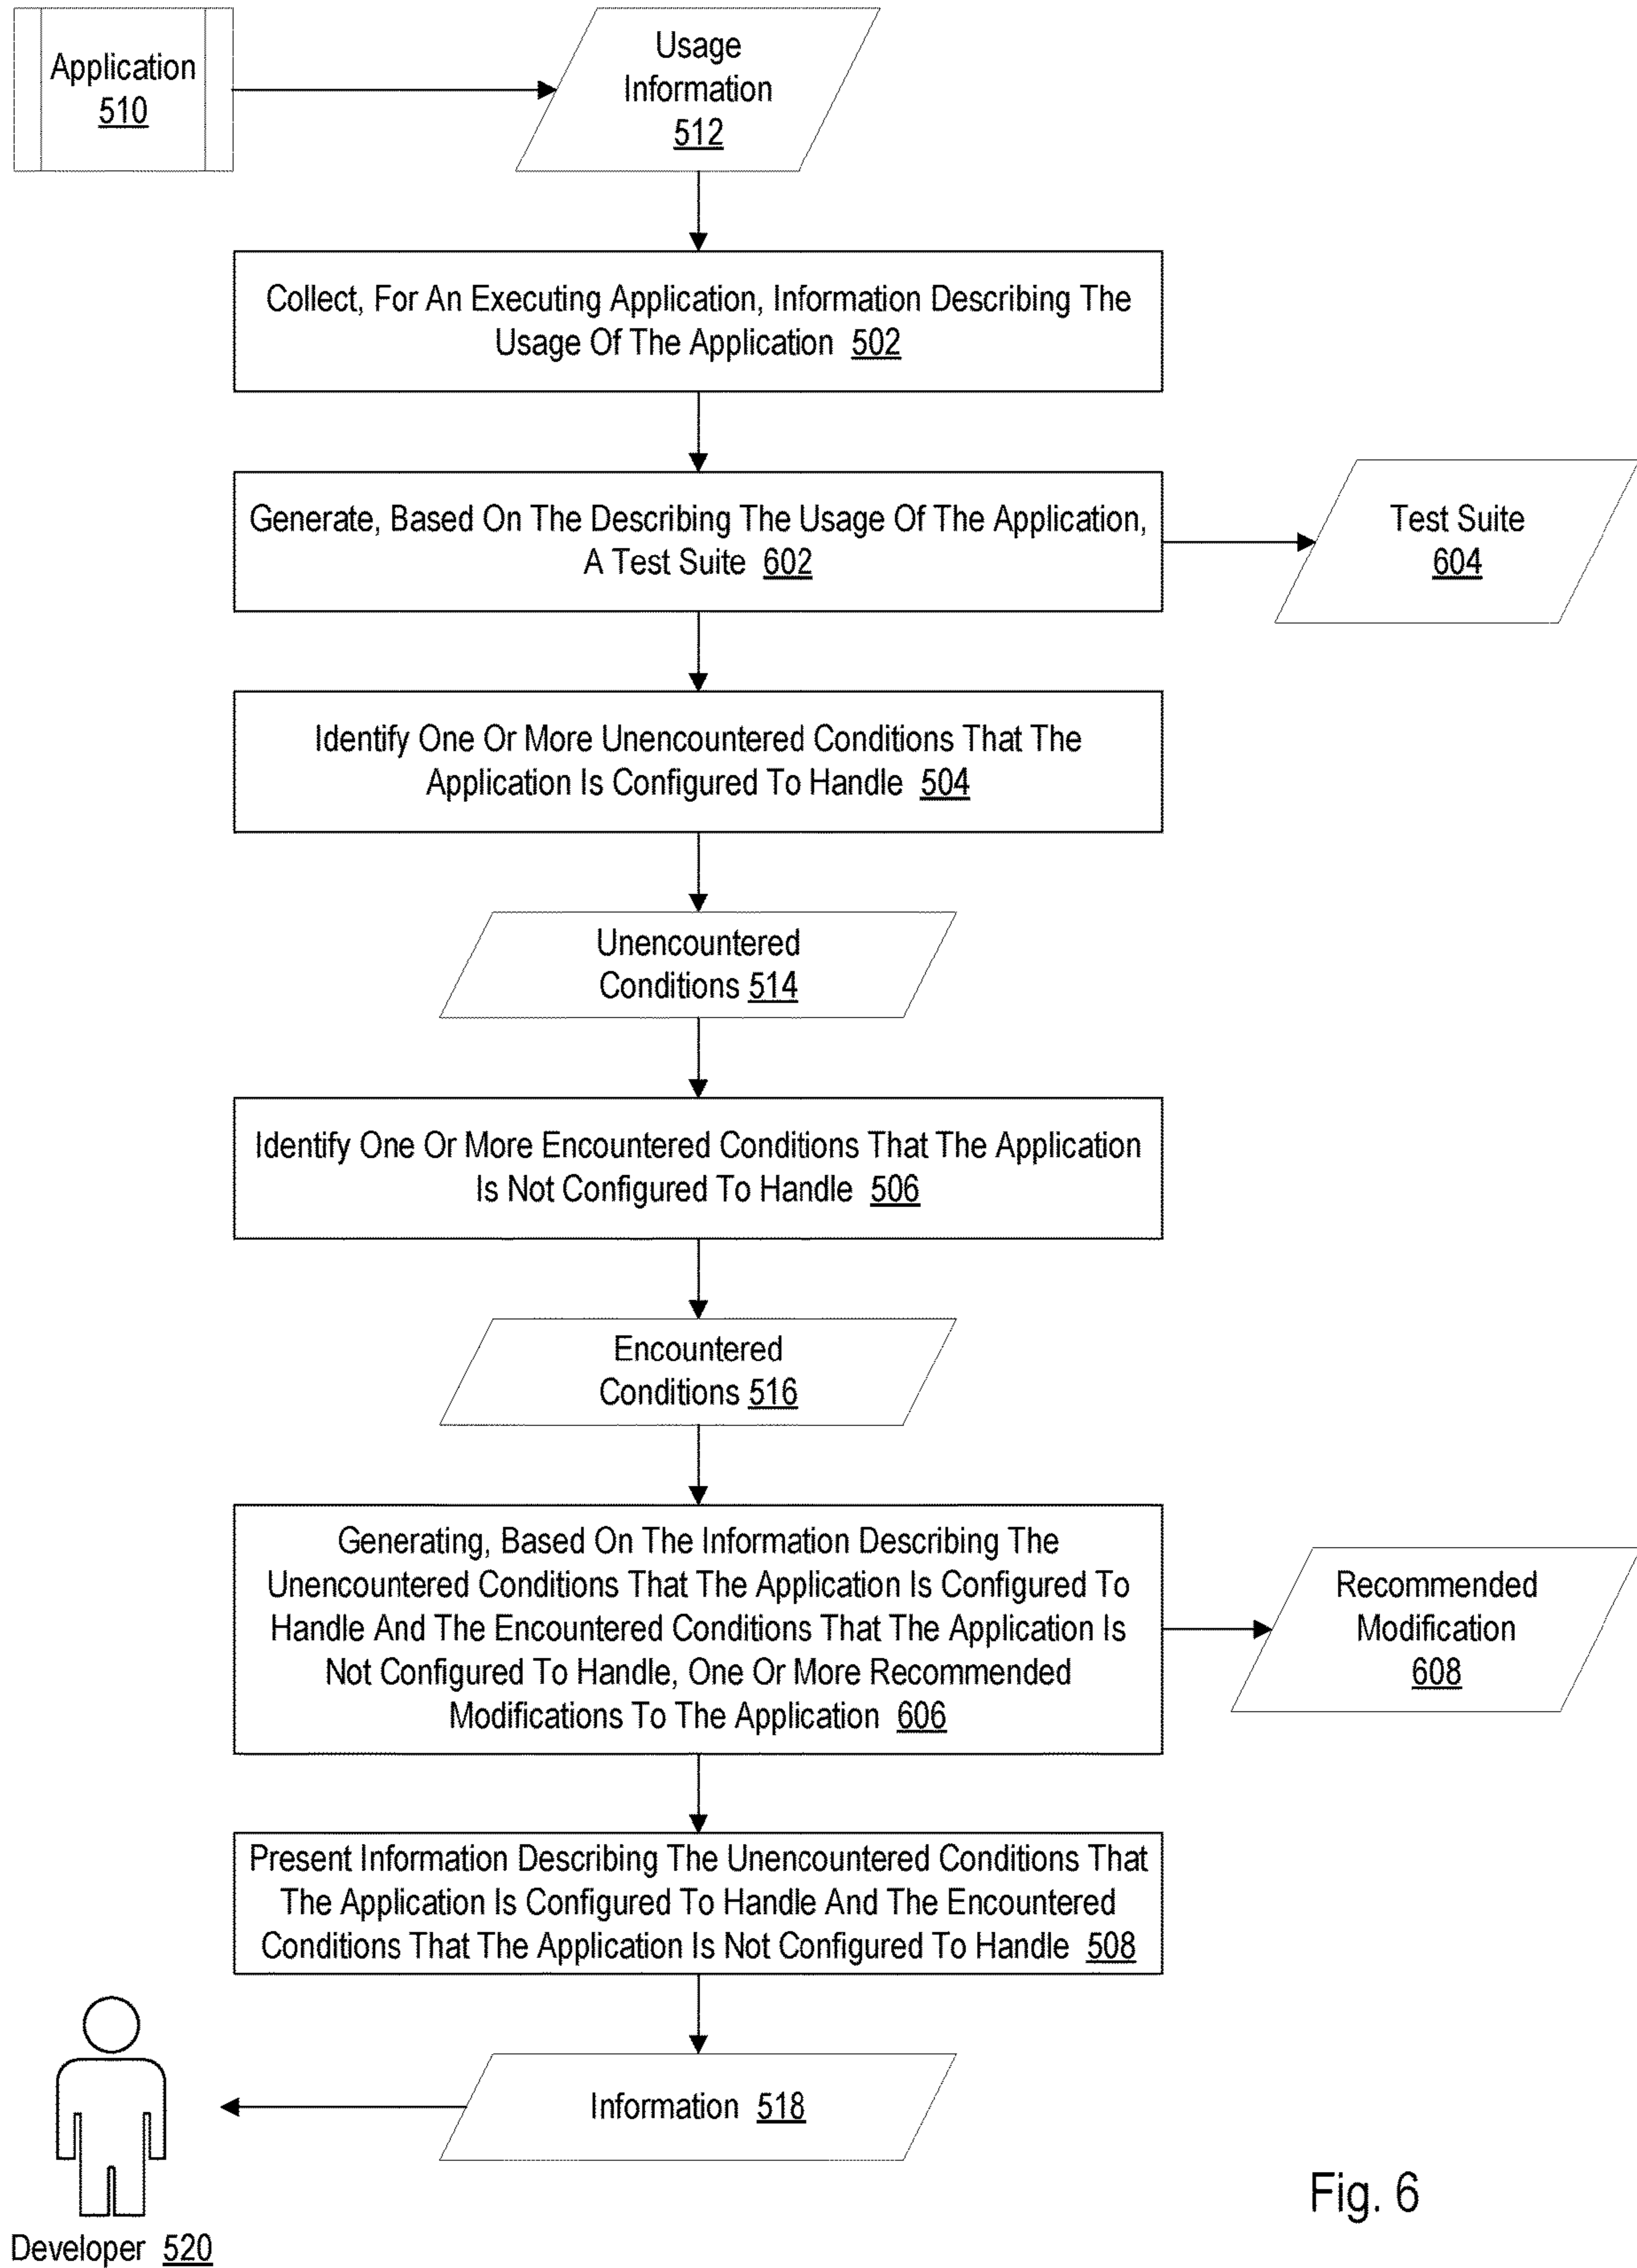 Application
510
Usage
Information
512
Collect, For An Executing Application, Information Describing The
Usage Of The Application 502
Generate, Based On The Describing The Usage Of The Application,
A Test Suite 602
Test Suite
604
Identify One Or More Unencountered Conditions That The
Application Is Configured To Handle 504
Unencountered
Conditions 514
Identify One Or More Encountered Conditions That The Application
Is Not Configured To Handle 506
Encountered
Conditions 516
Generating, Based On The Information Describing The
Unencountered Conditions That The Application Is Configured To
Handle And The Encountered Conditions That The Application Is
Not Configured To Handle, One Or More Recommended
Modifications To The Application 606
Recommended
Modification
608
Present Information Describing The Unencountered Conditions That
The Application Is Configured To Handle And The Encountered
Conditions That The Application Is Not Configured To Handle 508
Information 518
Developer 520
Fig. 6